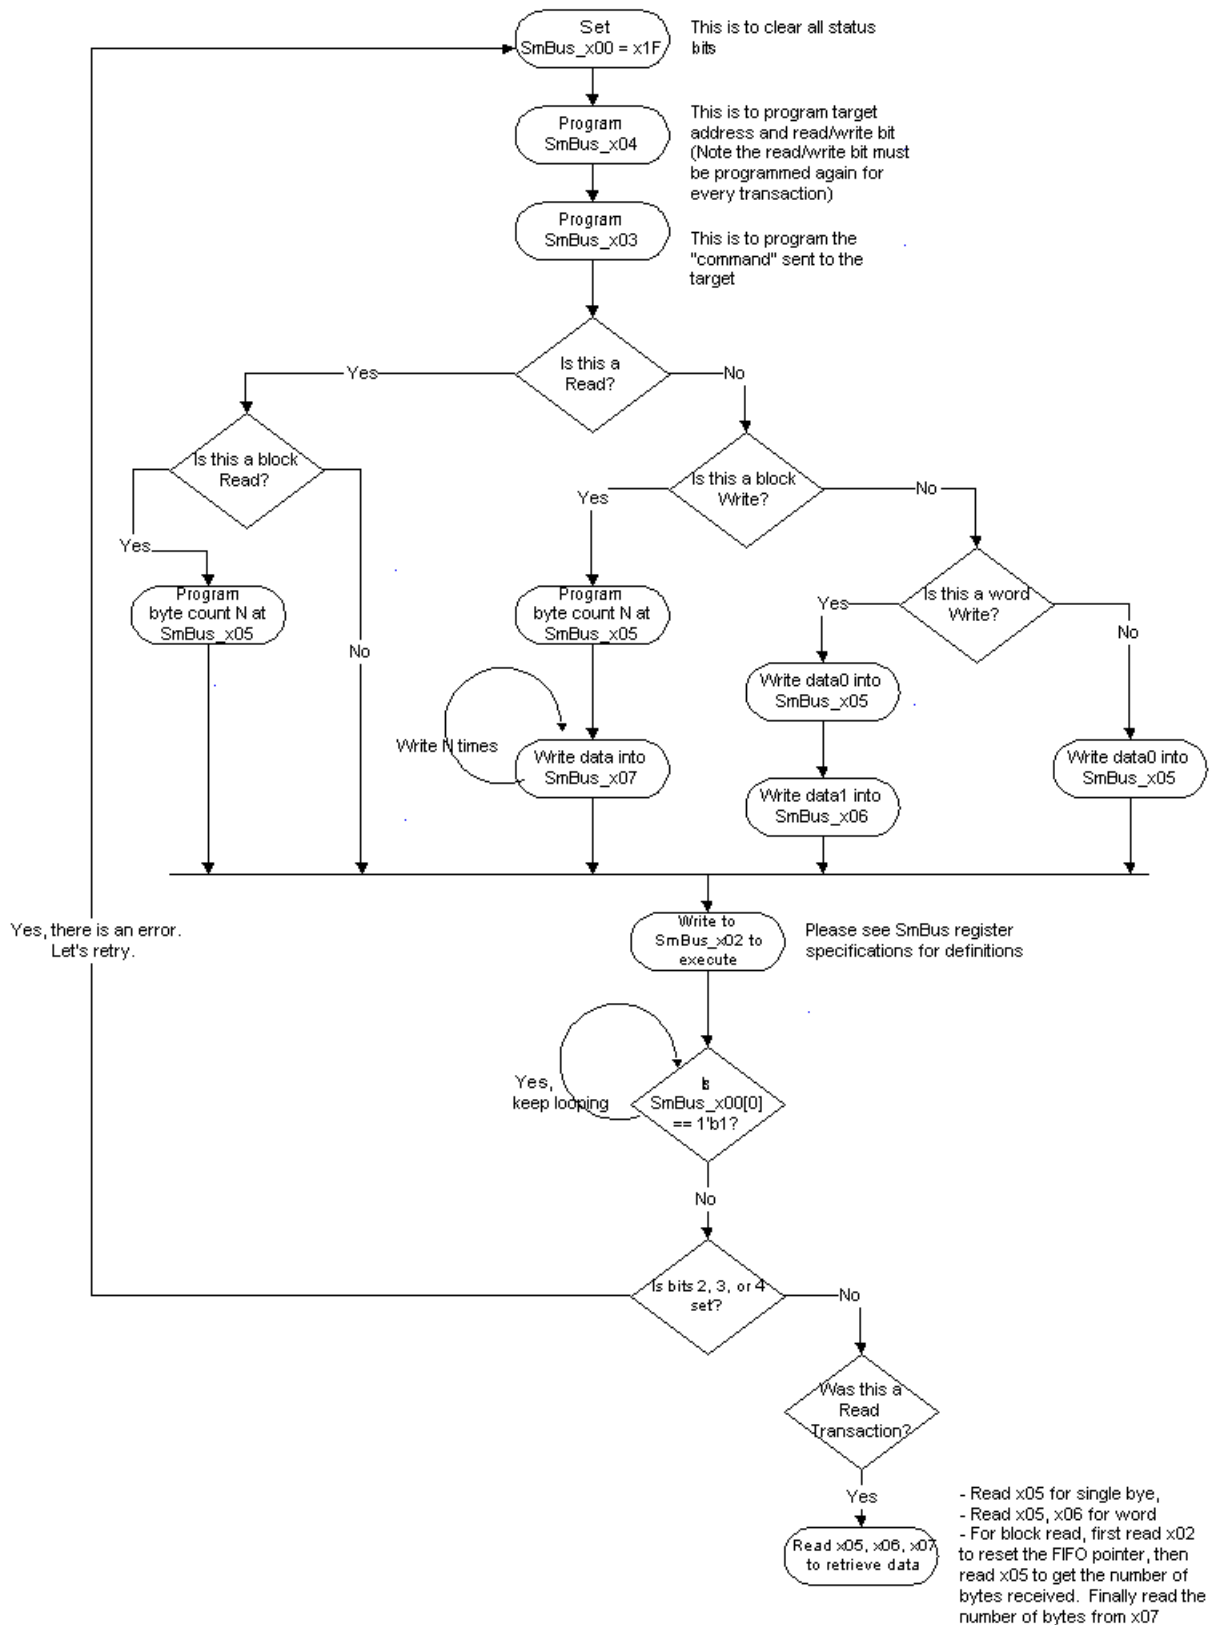 Set
SmBus_x00 = x1F
This is to clear all status
bits
Program
SmBus_x04
This is to program target
address and read/write bit
(Note the read/write bit must
be programmed again for
every transaction)
Program
SmBus_x03
This is to program the
"command" sent to the
target
Is this a
Read?
Yes
No
Is this a block
Read?
Is this a block
Write?
Yes
No
Yes
Is this a word
Write?
Program
byte count N at
SmBus_x05
Program
byte count N at
SmBus_x05
Yes
No
No
Write data0 into
SmBus_x05
Write N times
Write data into
SmBus_x07
Write data0 into
SmBus_x05
Write data1 into
SmBus_x06
Yes, there is an error.
Let's retry.
Write to
SmBus_x02 to
execute
Please see SmBus register
specifications for definitions
Yes,
keep looping
Is
SmBus_x00[0]
== 1'b1?
No
Is bits 2, 3, or 4
set?
No
Was this a
Read
Transaction?
Yes
Read x05, x06, x07
to retrieve data
- Read x05 for single bye,
- Read x05, x06 for word
- For block read, first read x02
to reset the FIFO pointer, then
read x05 to get the number of
bytes received. Finally read the
number of bytes from x07